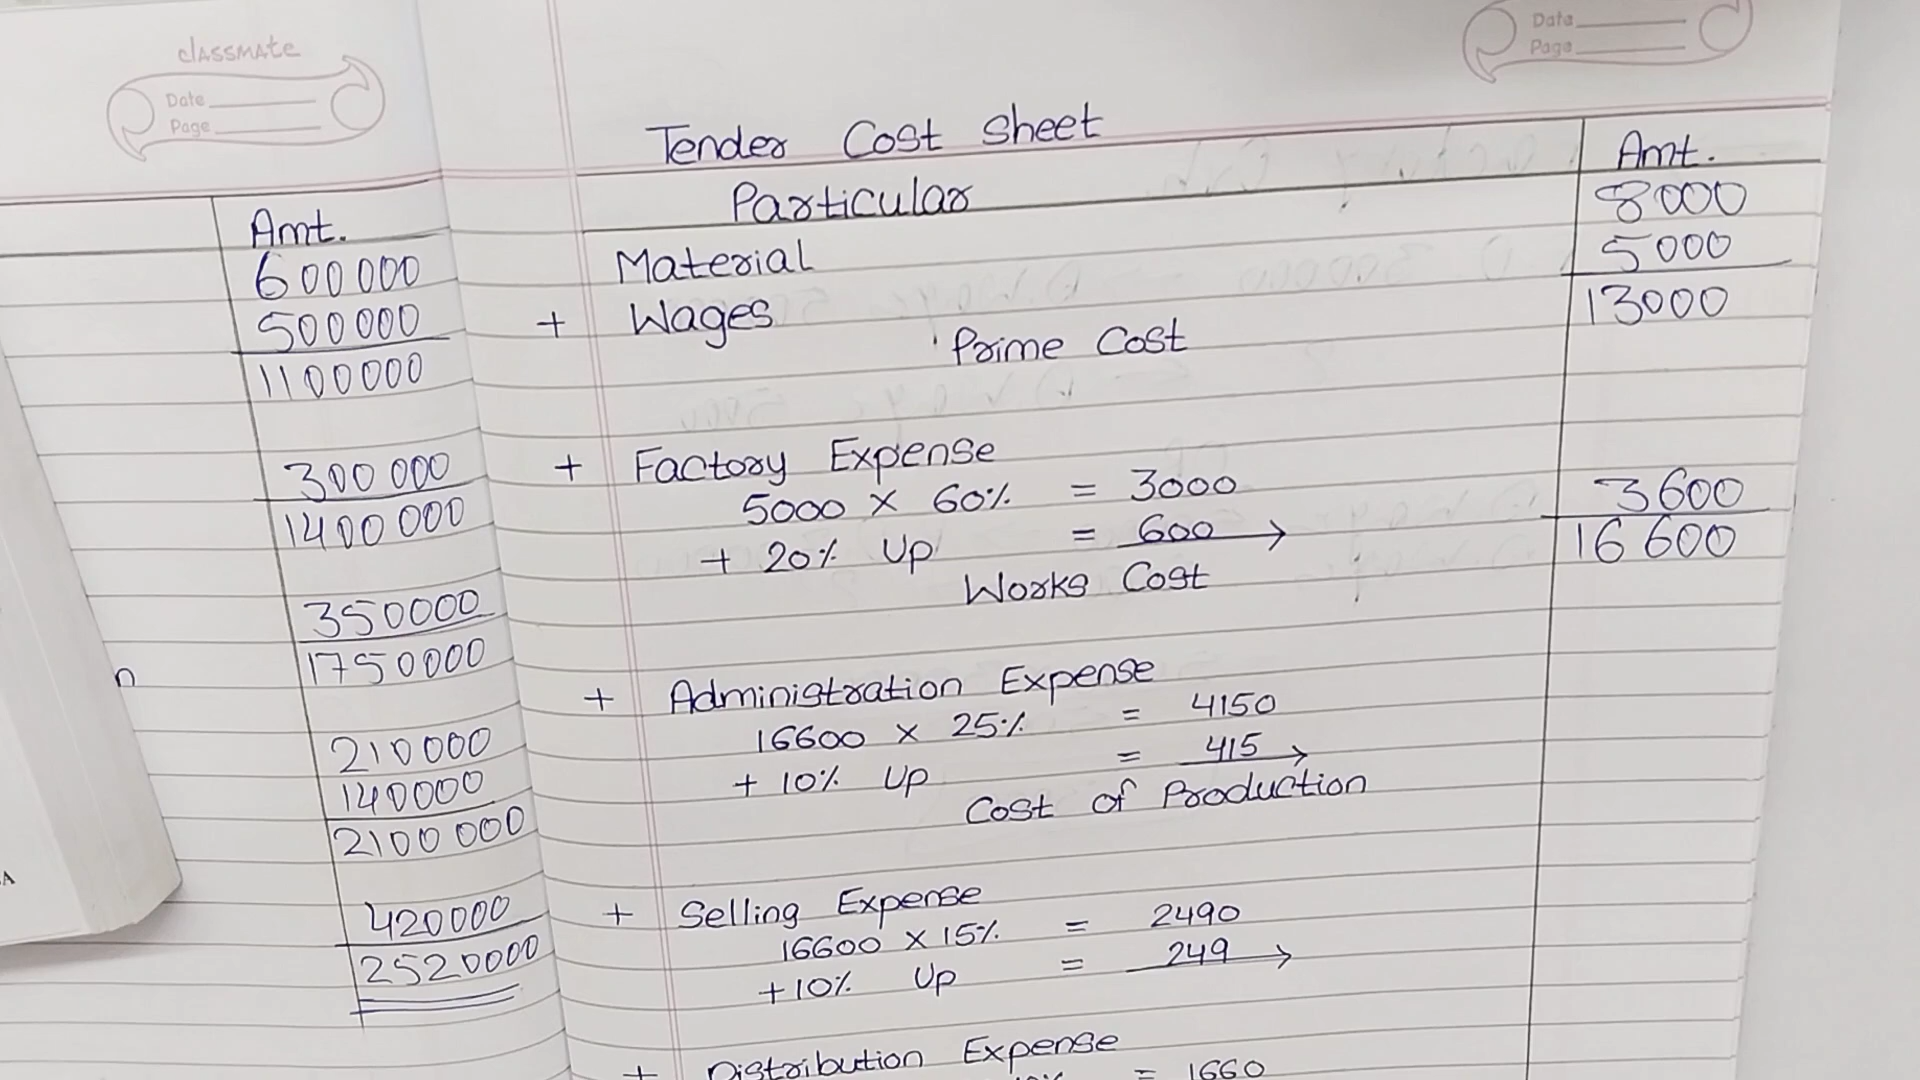 classmate
Date
Page
Amt.
600000
500000
1100000
300000
1400000
350000
1750000
n
210000
140000
2100000
A
420000
2520000
Date
Page
Tender Cost Sheet
Particular Amt.
Material 8000
+ Wages 5000
Prime Cost 13000
+ Factory Expense
5000 × 60% = 3000
+ 20% Up = 600 → 3600
Works Cost 16600
+ Administration Expense
16600 × 25% = 4150
+ 10% Up = 415 →
Cost of Production
+ Selling Expense
16600 × 15% = 2490
+ 10% Up = 249 →
+ Distribution Expense
= 1660